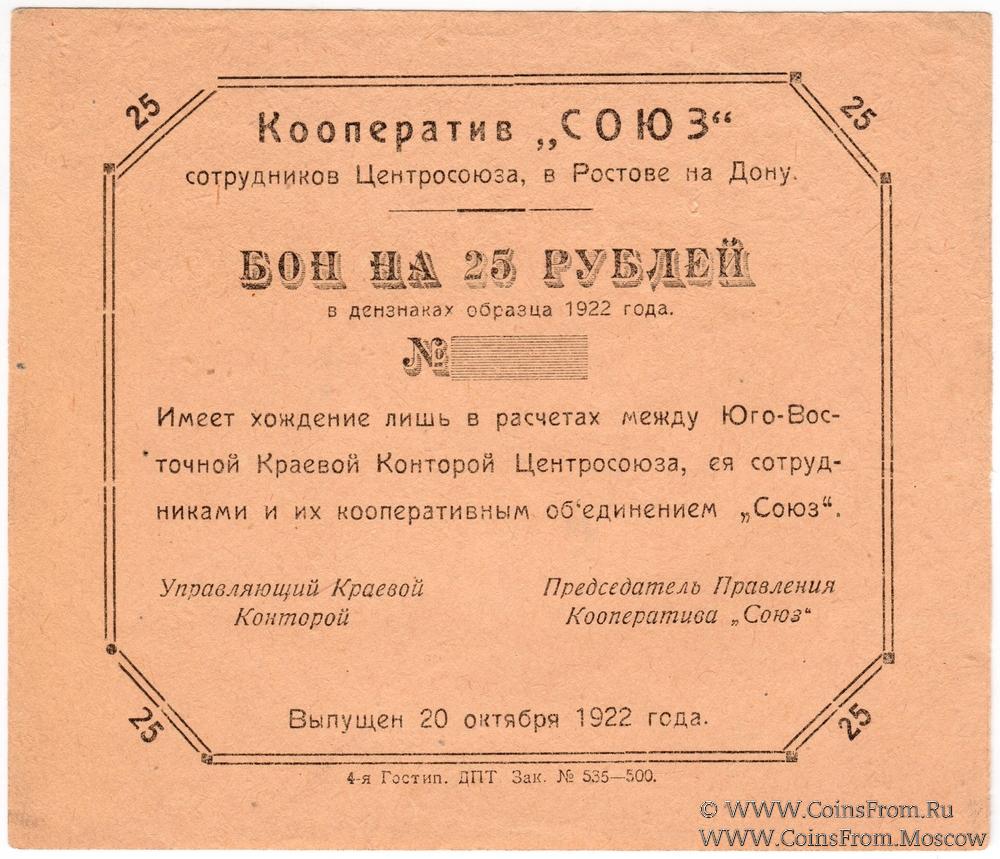 25 25
Кооператив „СОЮЗ“
сотрудников Центросоюза, в Ростове на Дону.
БОН НА 25 РУБЛЕЙ
в дензнаках образца 1922 года.
№
Имеет хождение лишь в расчетах между Юго-Вос-
точной Краевой Конторой Центросоюза, ея сотруд-
никами и их кооперативным об‘единением „Союз“.
Управляющий Краевой Председатель Правления
Конторой Кооператива „Союз“
25 25
Выпущен 20 октября 1922 года.
4-я Гостип. ДПТ Зак. № 535—500.
© WWW.CoinsFrom.Ru
WWW.CoinsFrom.Moscow